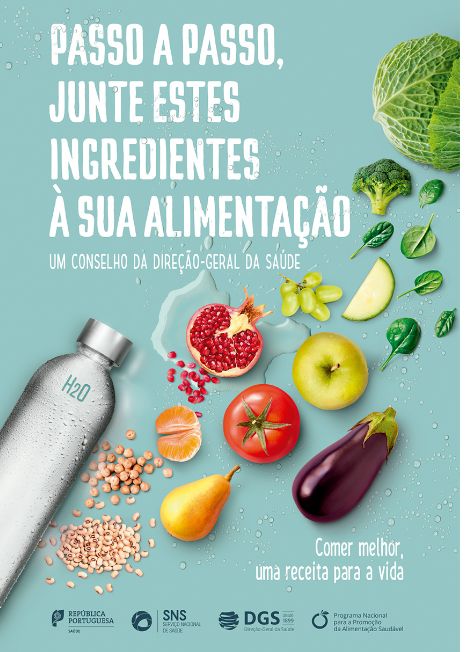 PASSO A PASSO,
JUNTE ESTES
INGREDIENTES
À SUA ALIMENTAÇÃO
UM CONSELHO DA DIREÇÃO-GERAL DA SAÚDE
H2O
Comer melhor,
uma receita para a vida
REPÚBLICA
PORTUGUESA
SAÚDE
SNS
SERVIÇO NACIONAL
DE SAÚDE
DGS desde
1899
Direção-Geral da Saúde
Programa Nacional
para a Promoção
da Alimentação Saudável